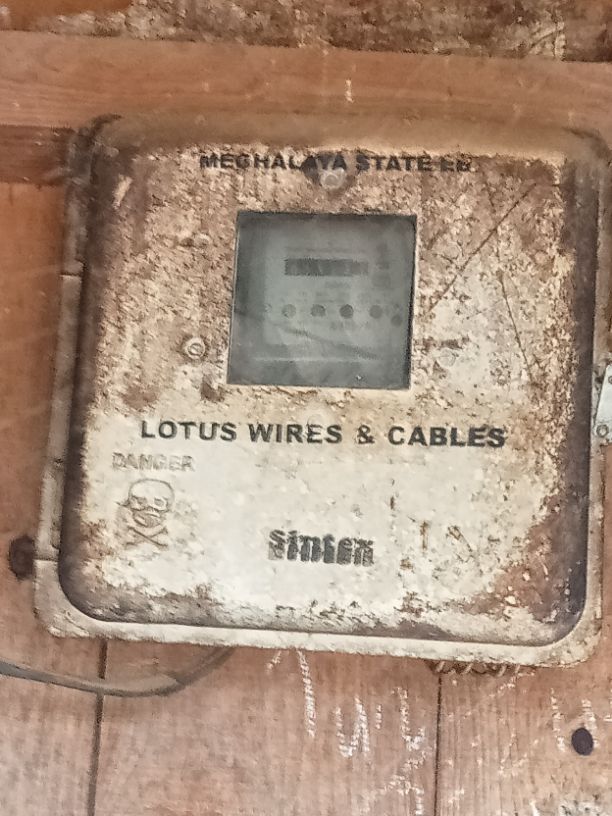 MEGHALAYA STATE EB.
LOTUS WIRES & CABLES
DANGER
sintex